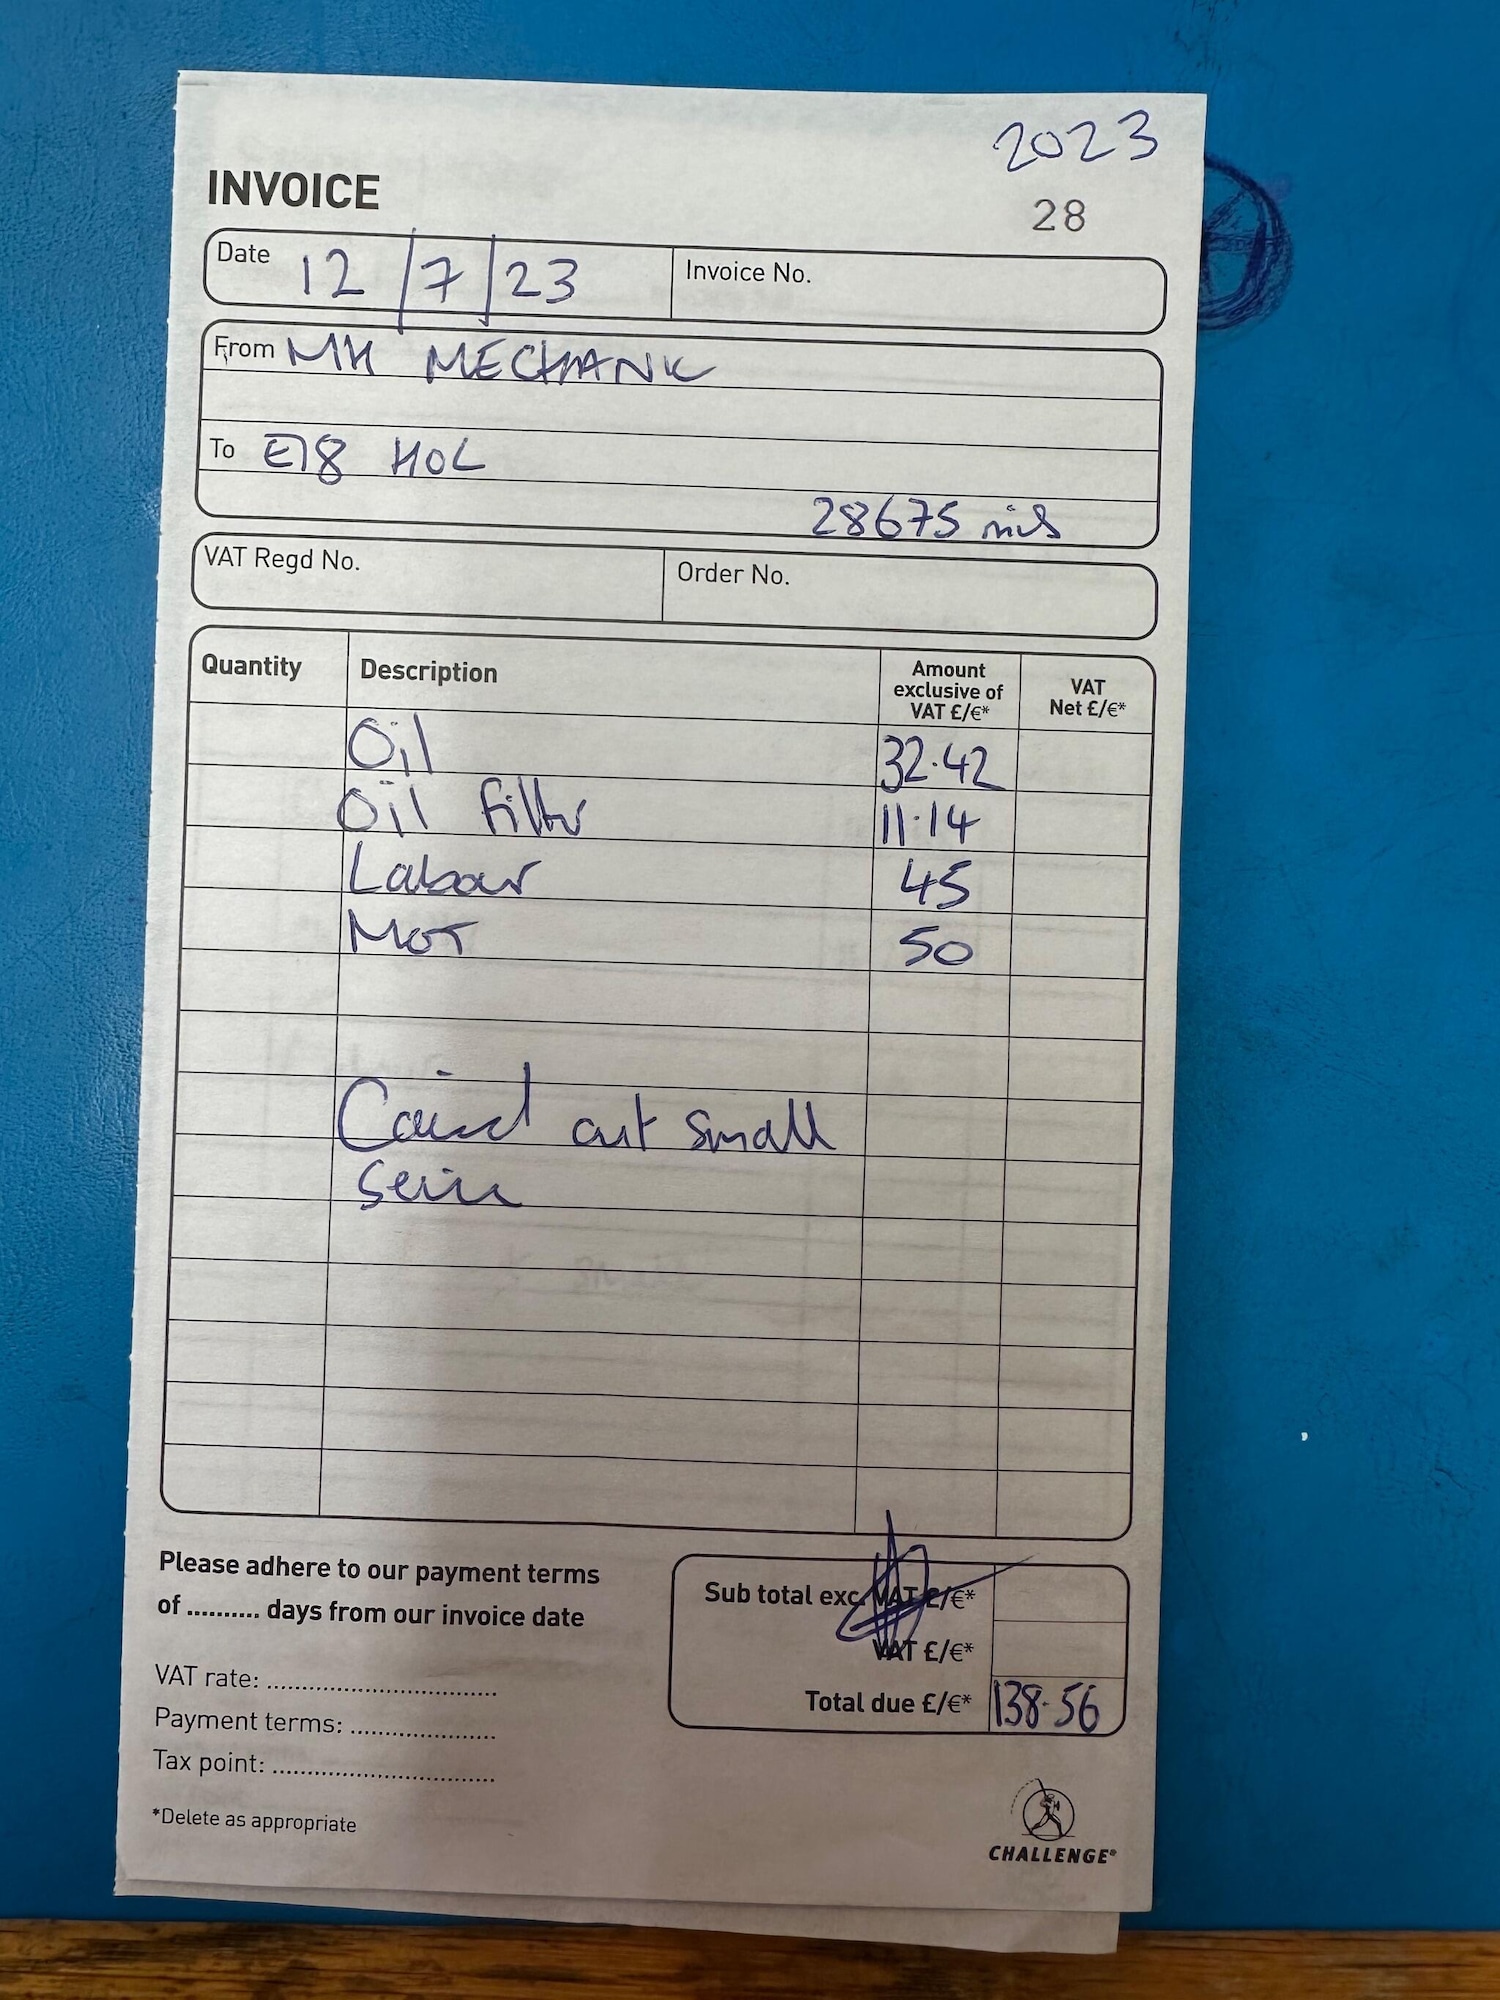 2023
INVOICE
28
Date 12/7/23 Invoice No.
From MH MECHANIC
To E78 HOL
28675 miles
VAT Regd No. Order No.
Quantity Description Amount exclusive of VAT £/€* VAT Net £/€*
Oil 32.42
Oil filter 11.14
Labour 45
MOT 50
Carried out small
service
Please adhere to our payment terms
of .......... days from our invoice date
Sub total exc. VAT £/€*
VAT £/€*
Total due £/€* 138.56
VAT rate: ..........
Payment terms: ..........
Tax point: ..........
*Delete as appropriate
CHALLENGE®